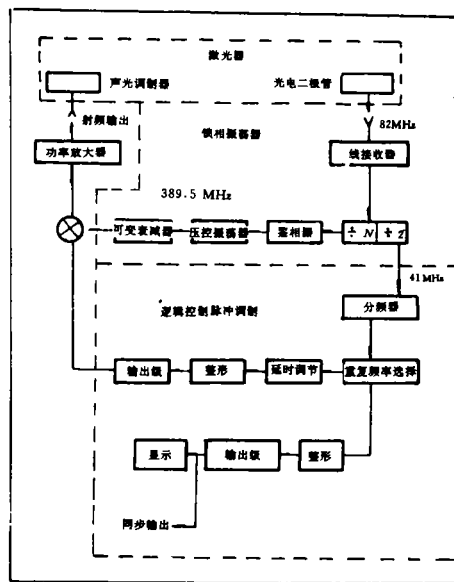 激光器
声光调制器
光电二极管
射频输出
锁相振荡器
82MHz
功率放大器
线接收器
389.5 MHz
可变衰减器
压控振荡器
鉴相器
÷ N
÷ 2
41MHz
逻辑控制脉冲调制
分频器
输出级
整形
延时调节
重复频率选择
显示
输出级
整形
同步输出